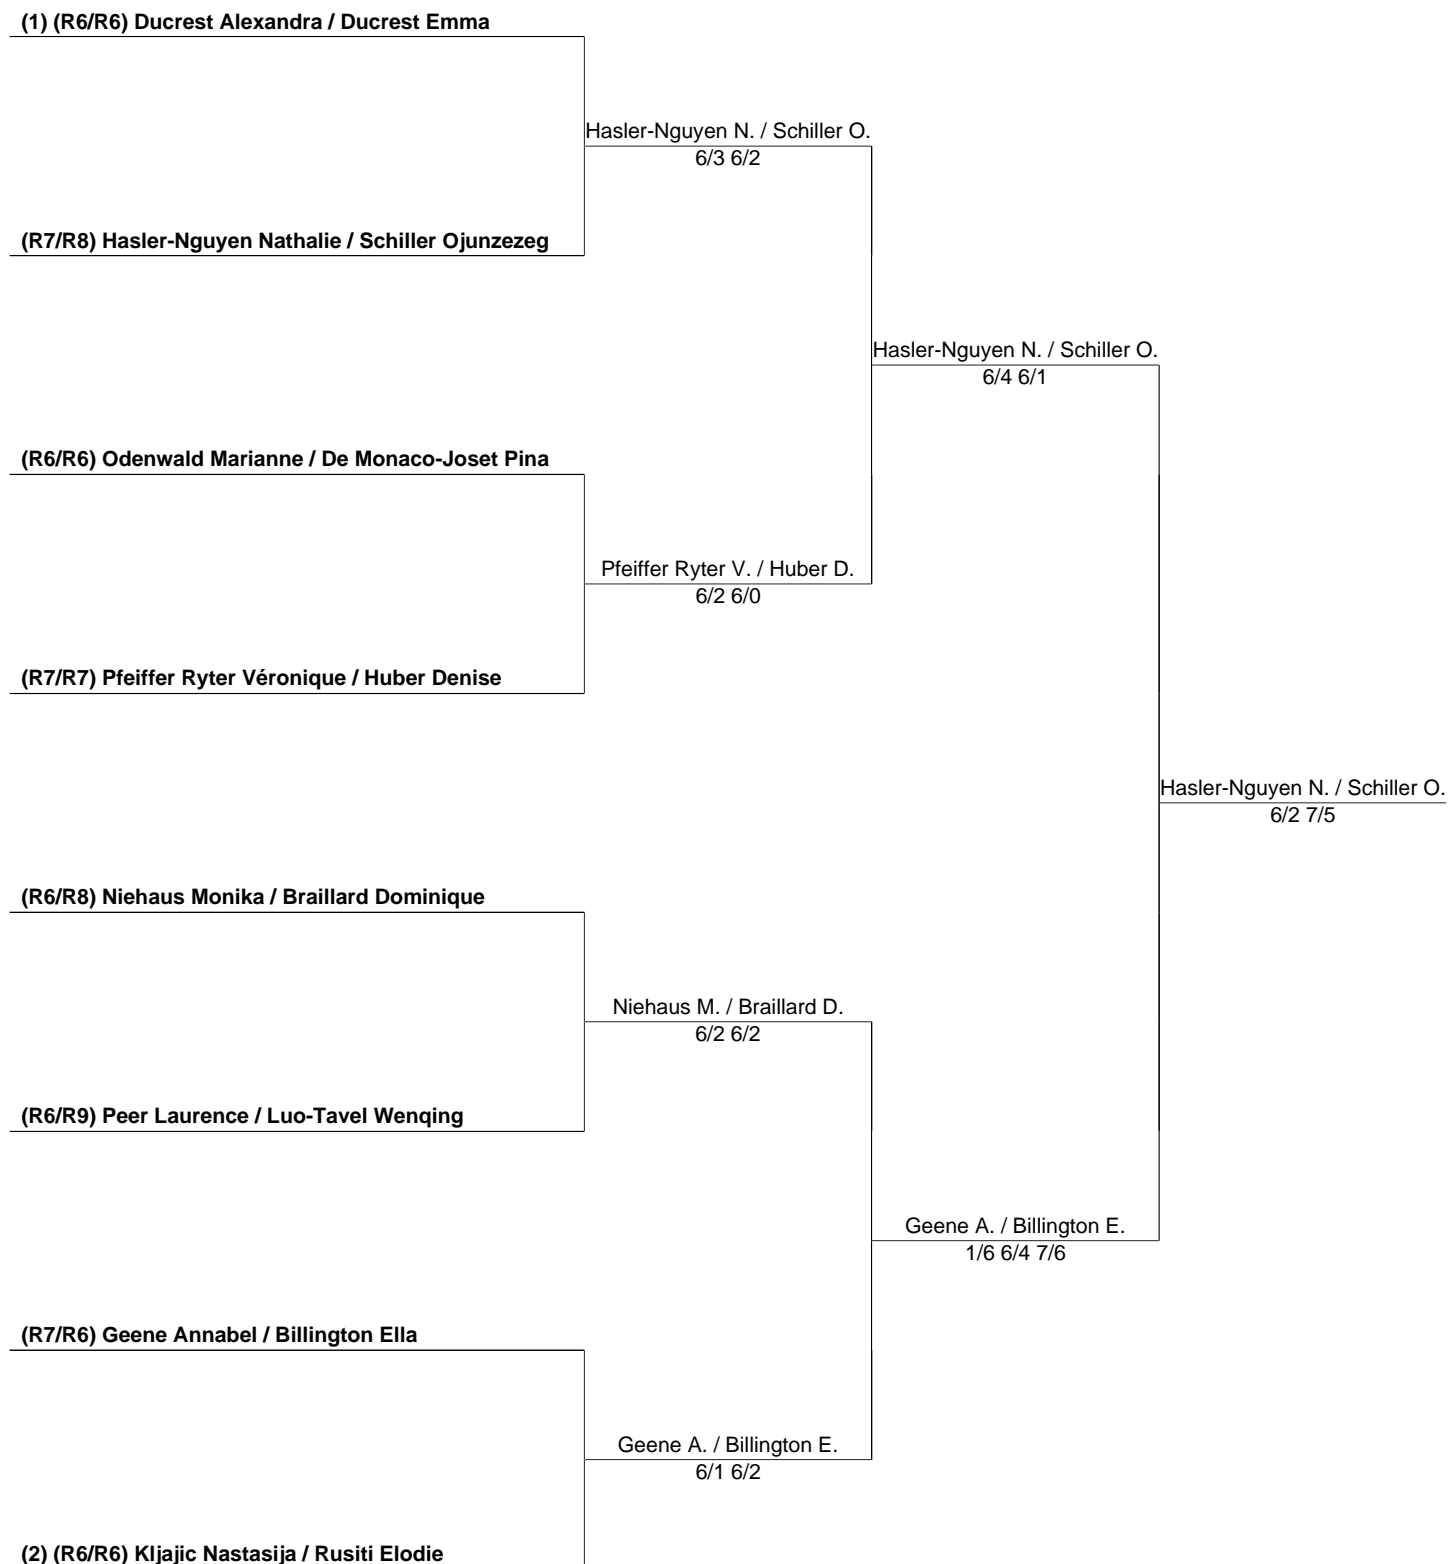 (1) (R6/R6) Ducrest Alexandra / Ducrest Emma
Hasler-Nguyen N. / Schiller O.
6/3 6/2
(R7/R8) Hasler-Nguyen Nathalie / Schiller Ojunzezeg
Hasler-Nguyen N. / Schiller O.
6/4 6/1
(R6/R6) Odenwald Marianne / De Monaco-Joset Pina
Pfeiffer Ryter V. / Huber D.
6/2 6/0
(R7/R7) Pfeiffer Ryter Véronique / Huber Denise
Hasler-Nguyen N. / Schiller O.
6/2 7/5
(R6/R8) Niehaus Monika / Braillard Dominique
Niehaus M. / Braillard D.
6/2 6/2
(R6/R9) Peer Laurence / Luo-Tavel Wenqing
Geene A. / Billington E.
1/6 6/4 7/6
(R7/R6) Geene Annabel / Billington Ella
Geene A. / Billington E.
6/1 6/2
(2) (R6/R6) Kljajic Nastasija / Rusiti Elodie